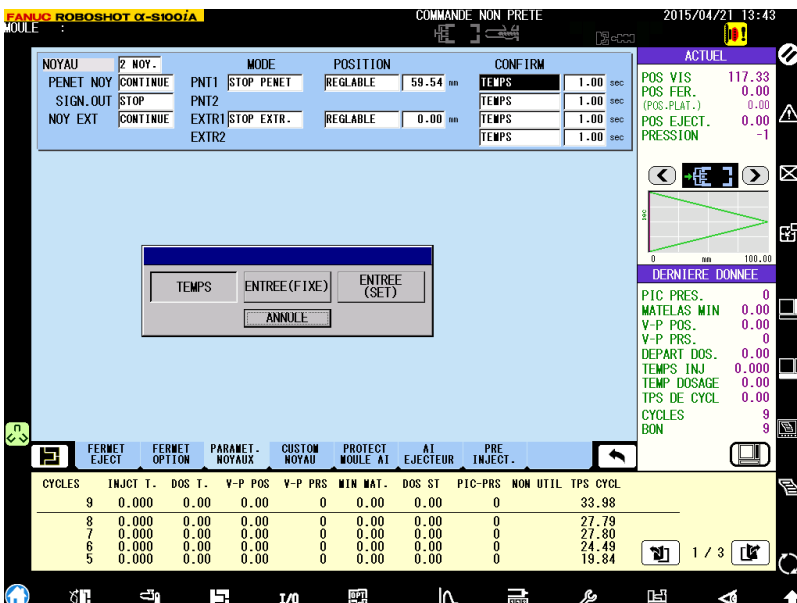 FANUC ROBOSHOT α-S100iA COMMANDE NON PRETE 2015/04/21 13:43
MOULE :
NOYAU 2 NOY. MODE POSITION CONFIRM
PENET NOY CONTINUE PNT1 STOP PENET REGLABLE 59.54 mm TEMPS 1.00 sec
SIGN.OUT STOP PNT2 TEMPS 1.00 sec
NOY EXT CONTINUE EXTR1 STOP EXTR. REGLABLE 0.00 mm TEMPS 1.00 sec
EXTR2 TEMPS 1.00 sec
ACTUEL
POS VIS 117.33
POS FER. 0.00
(POS.PLAT.) 0.00
POS EJECT. 0.00
PRESSION -1
sec
0 mm 100.00
TEMPS ENTREE(FIXE) ENTREE
(SET)
ANNULE
DERNIERE DONNEE
PIC PRES. 0
MATELAS MIN 0.00
V-P POS. 0.00
V-P PRS. 0
DEPART DOS. 0.00
TEMPS INJ 0.000
TEMP DOSAGE 0.00
TPS DE CYCL 0.00
CYCLES 9
BON 9
FERMET
EJECT
FERMET
OPTION
PARAMET.
NOYAUX
CUSTOM
NOYAU
PROTECT
MOULE AI
AI
EJECTEUR
PRE
INJECT.
CYCLES INJCT T. DOS T. V-P POS V-P PRS MIN MAT. DOS ST PIC-PRS NON UTIL TPS CYCL
9 0.000 0.00 0.00 0 0.00 0.00 0 33.98
8 0.000 0.00 0.00 0 0.00 0.00 0 27.79
7 0.000 0.00 0.00 0 0.00 0.00 0 27.80
6 0.000 0.00 0.00 0 0.00 0.00 0 24.49
5 0.000 0.00 0.00 0 0.00 0.00 0 19.84
1 / 3
I/O OPT